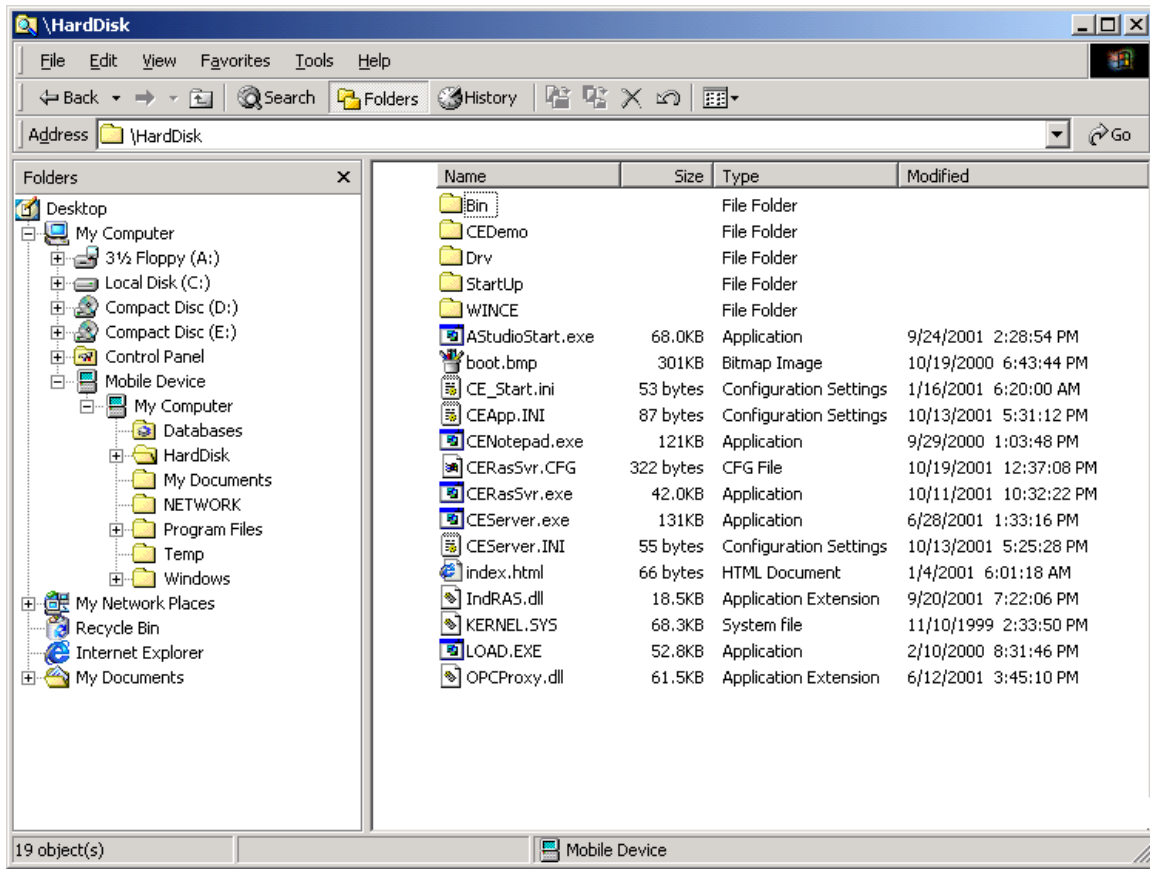 \HardDisk
File Edit View Favorites Tools Help
Back Search Folders History
Address \HardDisk Go
Folders
Desktop
My Computer
3½ Floppy (A:)
Local Disk (C:)
Compact Disc (D:)
Compact Disc (E:)
Control Panel
Mobile Device
My Computer
Databases
HardDisk
My Documents
NETWORK
Program Files
Temp
Windows
My Network Places
Recycle Bin
Internet Explorer
My Documents
Name Size Type Modified
Bin File Folder
CEDemo File Folder
Drv File Folder
StartUp File Folder
WINCE File Folder
AStudioStart.exe 68.0KB Application 9/24/2001 2:28:54 PM
boot.bmp 301KB Bitmap Image 10/19/2000 6:43:44 PM
CE_Start.ini 53 bytes Configuration Settings 1/16/2001 6:20:00 AM
CEApp.INI 87 bytes Configuration Settings 10/13/2001 5:31:12 PM
CENotepad.exe 121KB Application 9/29/2000 1:03:48 PM
CERasSvr.CFG 322 bytes CFG File 10/19/2001 12:37:08 PM
CERasSvr.exe 42.0KB Application 10/11/2001 10:32:22 PM
CEServer.exe 131KB Application 6/28/2001 1:33:16 PM
CEServer.INI 55 bytes Configuration Settings 10/13/2001 5:25:28 PM
index.html 66 bytes HTML Document 1/4/2001 6:01:18 AM
IndRAS.dll 18.5KB Application Extension 9/20/2001 7:22:06 PM
KERNEL.SYS 68.3KB System file 11/10/1999 2:33:50 PM
LOAD.EXE 52.8KB Application 2/10/2000 8:31:46 PM
OPCProxy.dll 61.5KB Application Extension 6/12/2001 3:45:10 PM
19 object(s) Mobile Device